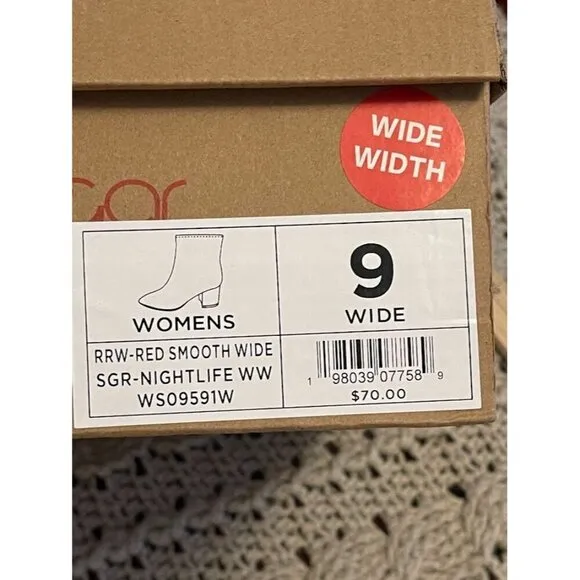 WIDE
WIDTH
WOMENS
9
WIDE
RRW-RED SMOOTH WIDE
SGR-NIGHTLIFE WW
WS09591W
1 98039 07758 9
$70.00